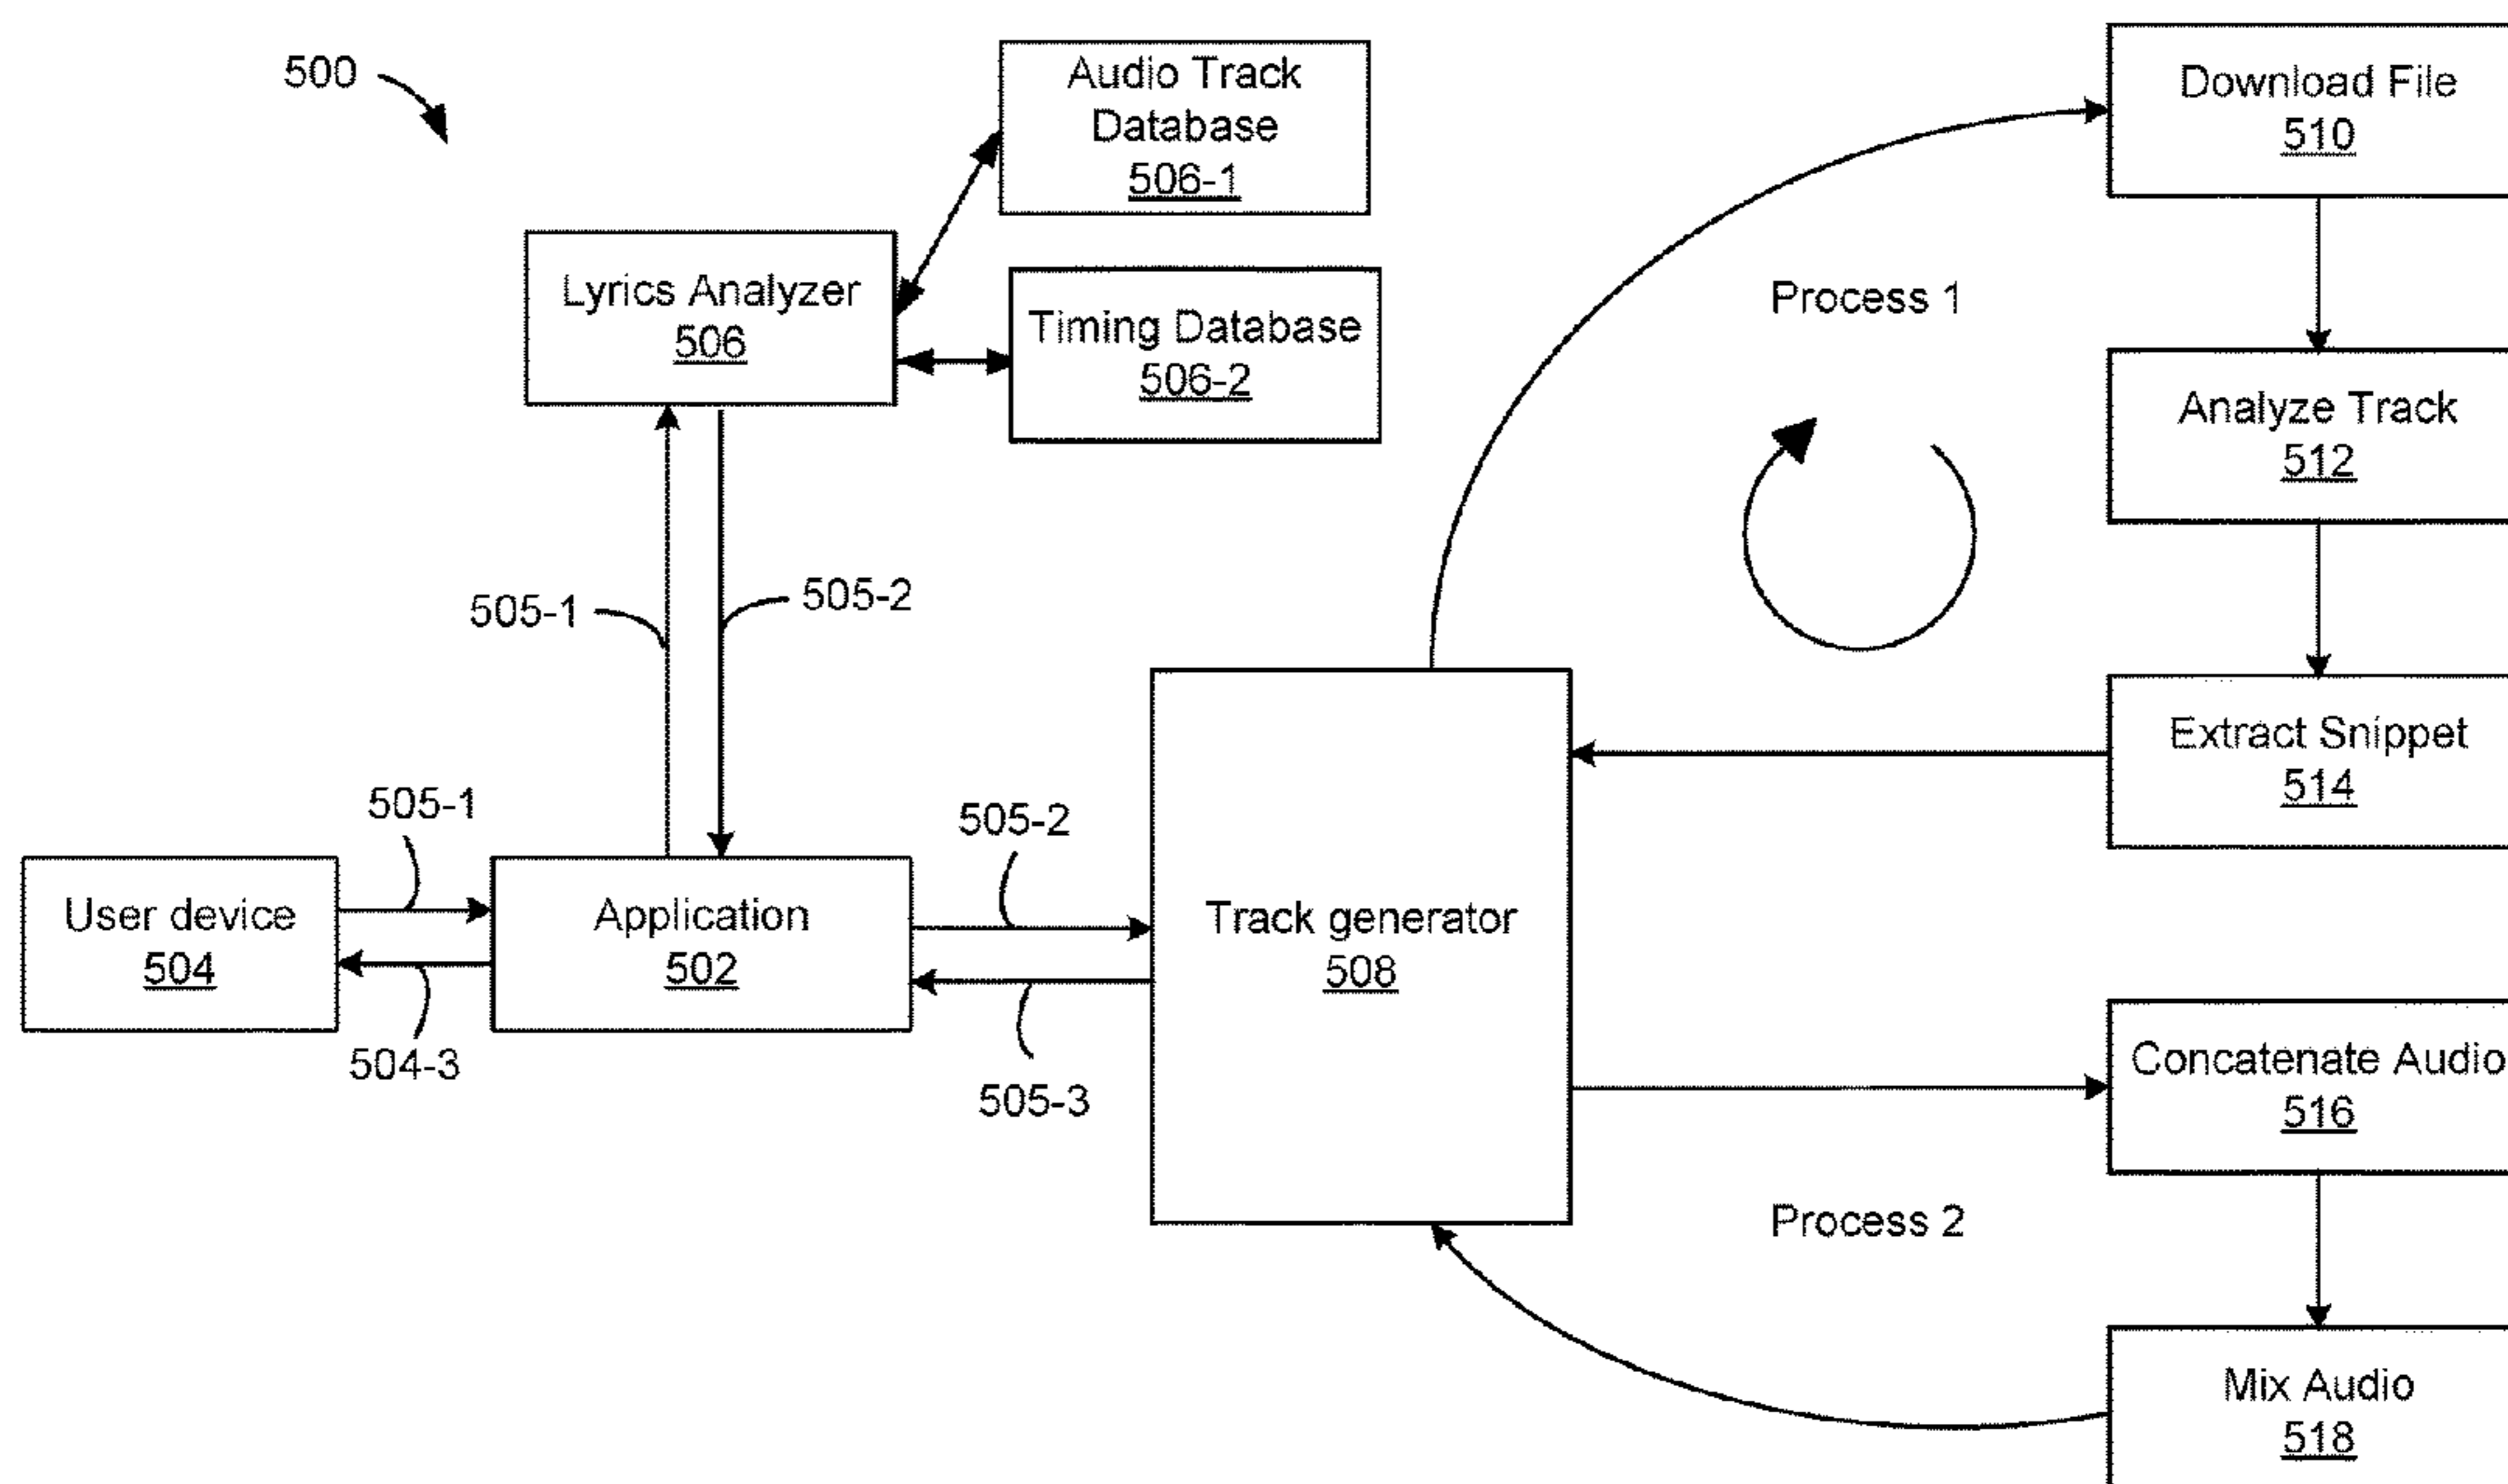 500
Audio Track
Database
506-1
Lyrics Analyzer
506
Timing Database
506-2
505-1
505-2
User device
504
505-1
504-3
Application
502
505-2
505-3
Track generator
508
Process 1
Download File
510
Analyze Track
512
Extract Snippet
514
Concatenate Audio
516
Process 2
Mix Audio
518